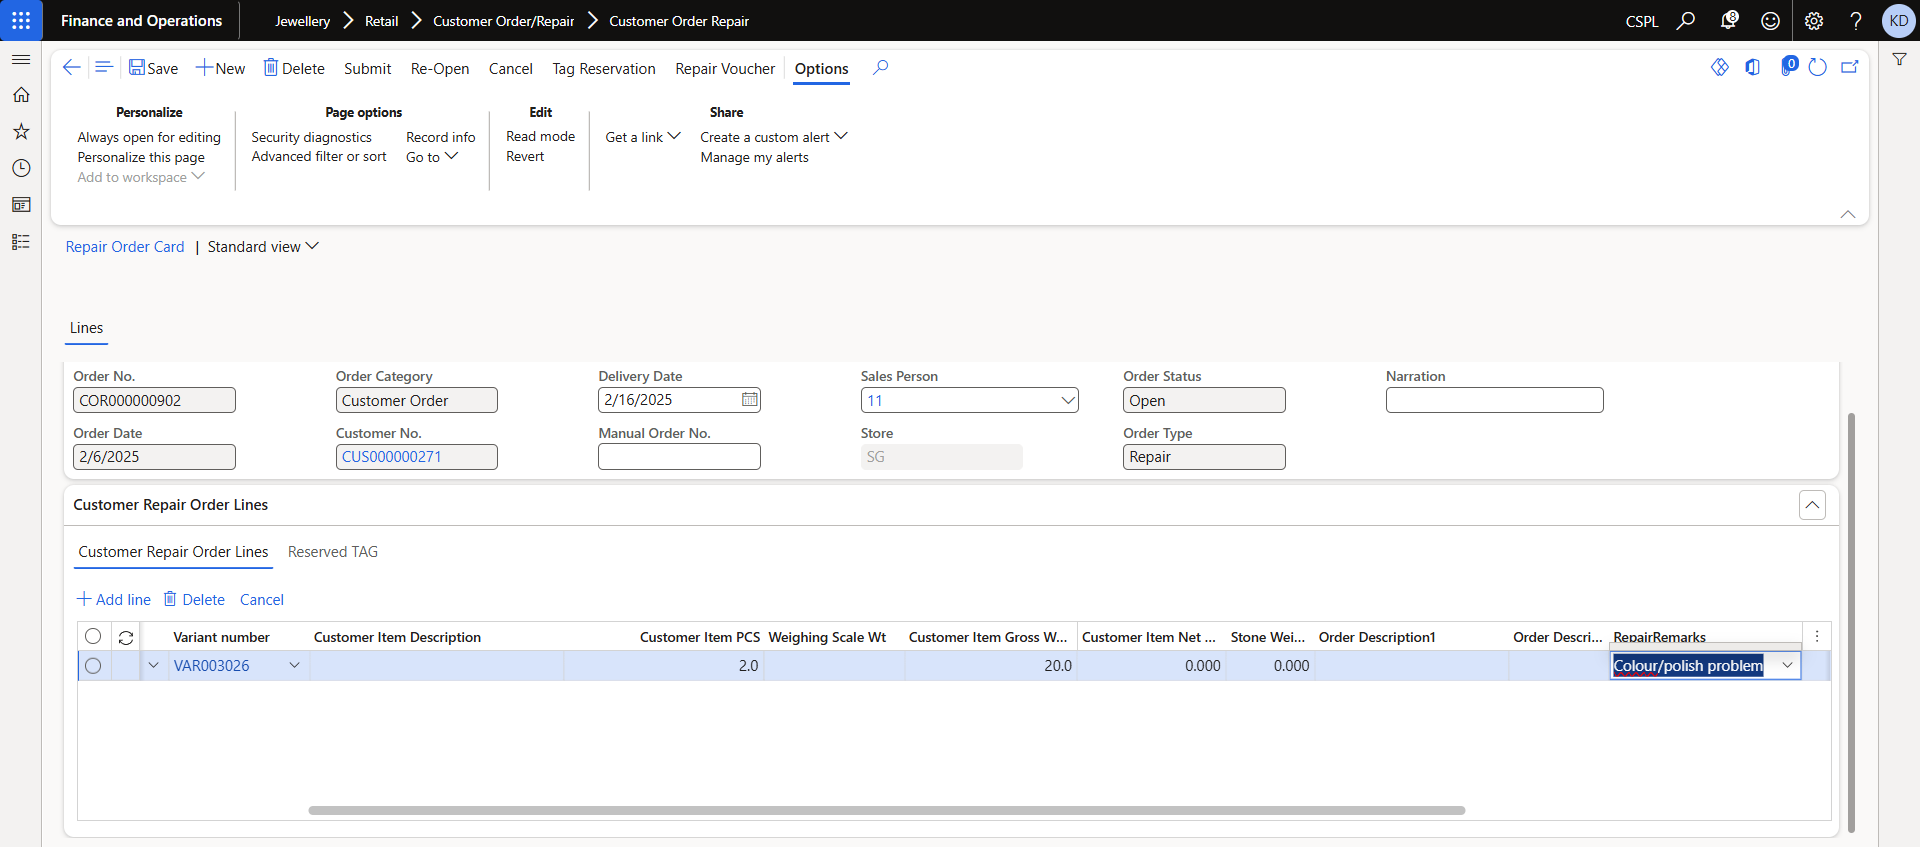 Finance and Operations
Jewellery
Retail
Customer Order/Repair
Customer Order Repair
CSPL
8
?
KD
Save
New
Delete
Submit
Re-Open
Cancel
Tag Reservation
Repair Voucher
Options
0
Personalize
Always open for editing
Personalize this page
Add to workspace
Page options
Security diagnostics
Advanced filter or sort
Record info
Go to
Edit
Read mode
Revert
Get a link
Share
Create a custom alert
Manage my alerts
Repair Order Card | Standard view
Lines
Order No.
COR000000902
Order Category
Customer Order
Delivery Date
2/16/2025
Sales Person
11
Order Status
Open
Narration
Order Date
2/6/2025
Customer No.
CUS000000271
Manual Order No.
Store
SG
Order Type
Repair
Customer Repair Order Lines
Customer Repair Order Lines
Reserved TAG
Add line
Delete
Cancel
Variant number
Customer Item Description
Customer Item PCS
Weighing Scale Wt
Customer Item Gross W...
Customer Item Net ...
Stone Wei...
Order Description1
Order Descri...
RepairRemarks
VAR003026
2.0
20.0
0.000
0.000
Colour/polish problem